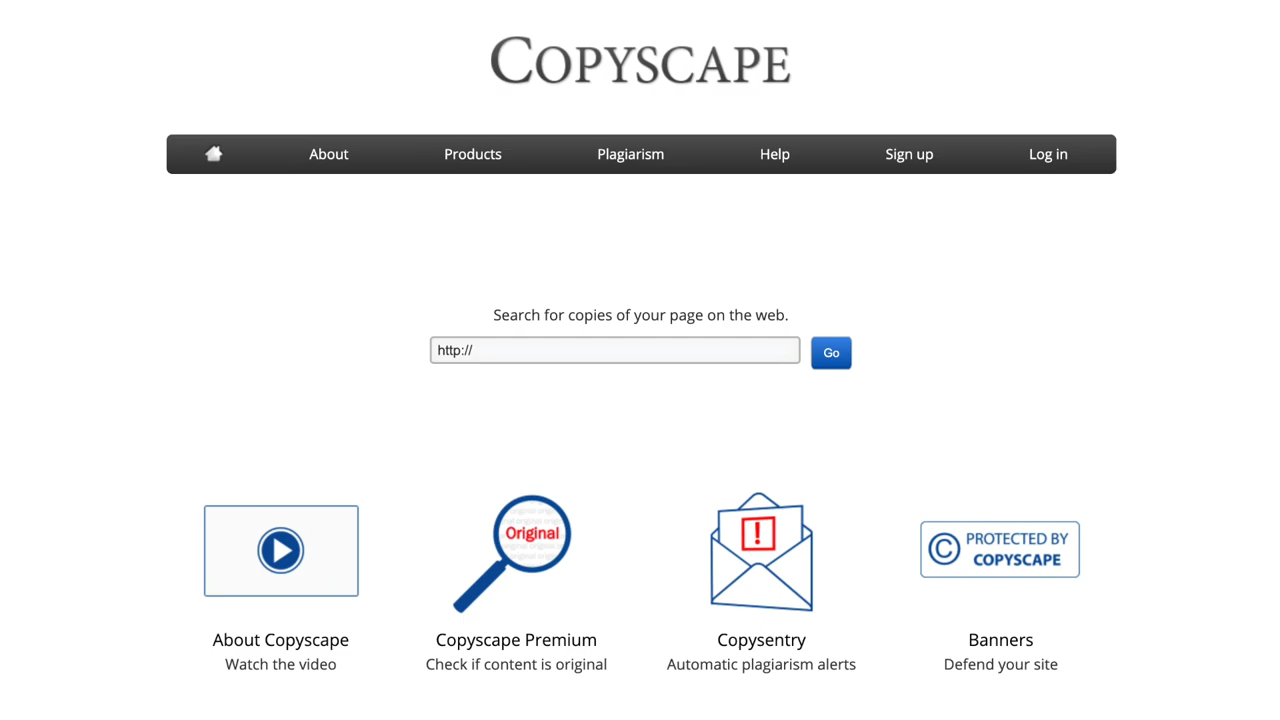 COPYSCAPE
About Products Plagiarism Help Sign up Log in
Search for copies of your page on the web.
http:// Go
Original
!
© PROTECTED BY
COPYSCAPE
About Copyscape
Watch the video
Copyscape Premium
Check if content is original
Copysentry
Automatic plagiarism alerts
Banners
Defend your site